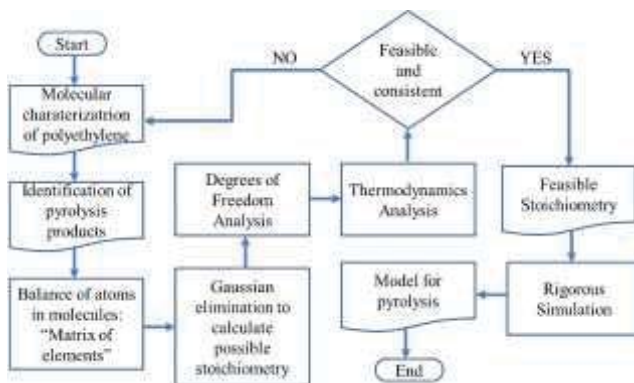 Start
Molecular
charaterizatrion
of polyethylene
Identification of
pyrolysis
products
Balance of atoms
in molecules:
“Matrix of
elements”
Gaussian
elimination to
calculate
possible
stoichiometry
Degrees of
Freedom
Analysis
Thermodynamics
Analysis
Feasible
and
consistent
NO
YES
Feasible
Stoichiometry
Rigorous
Simulation
Model for
pyrolysis
End